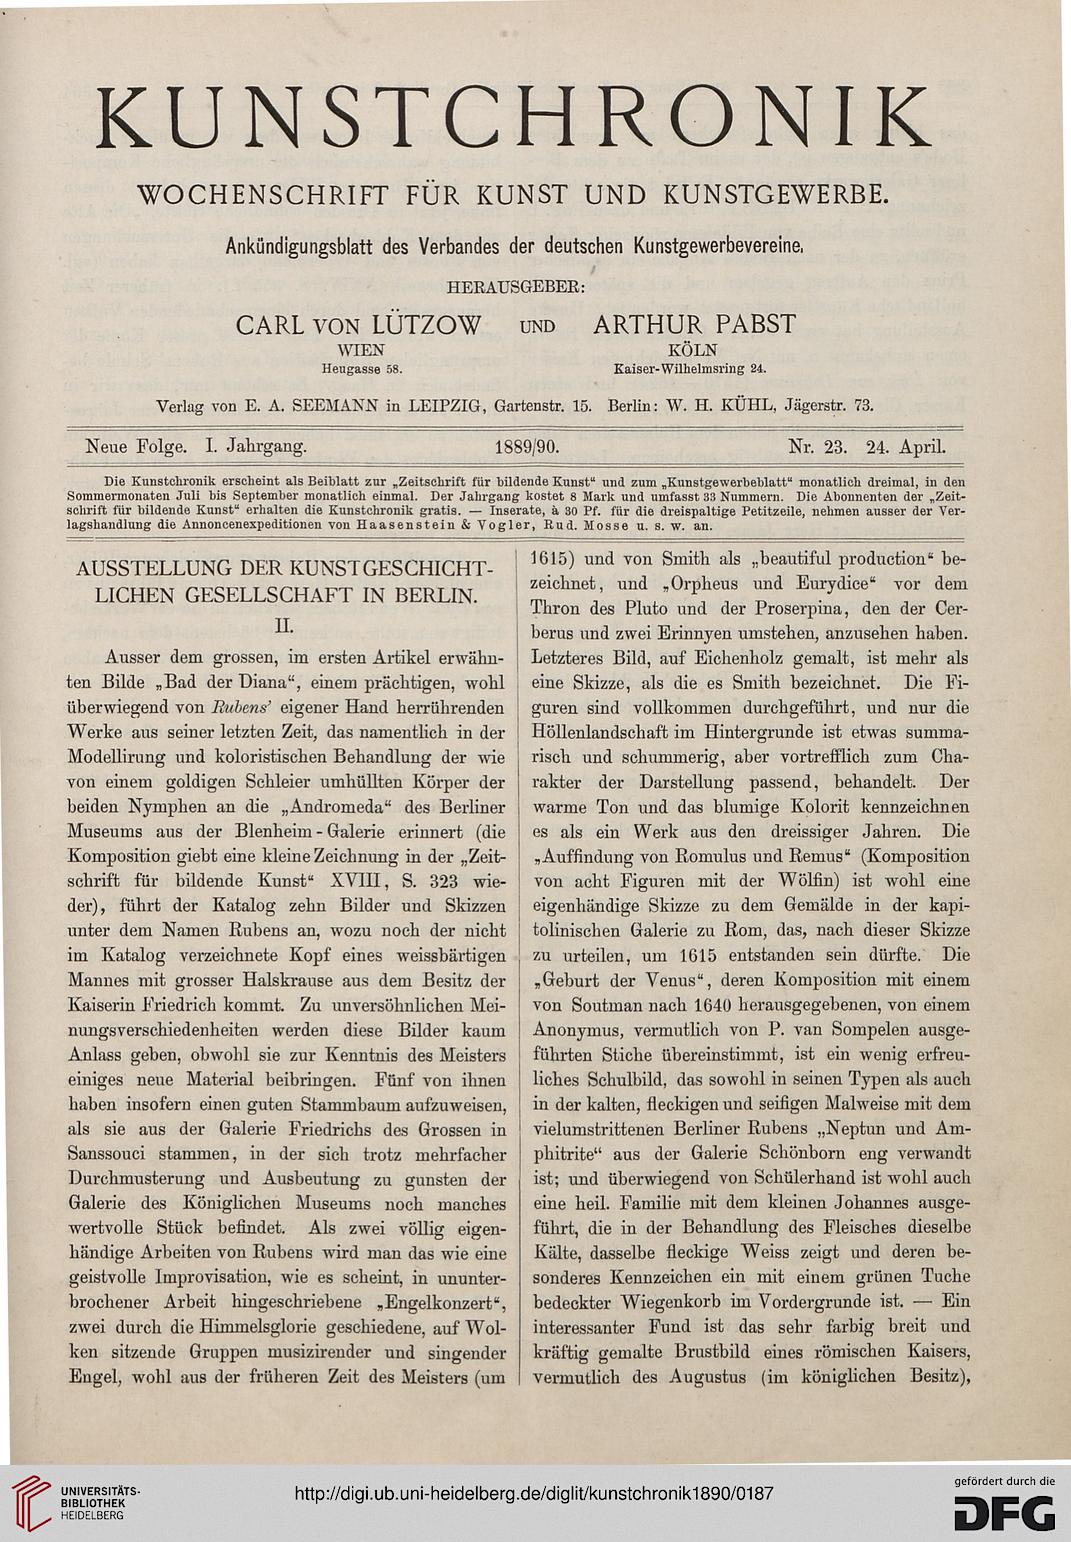 KUNSTCHRONIK
WOCHENSCHRIFT FÜR KUNST UND KUNSTGEWERBE.
Ankündigungsblatt des Verbandes der deutschen Kunstgewerbevereine.
HERAUSGEBER:
CARL VON LÜTZOW UND ARTHUR PABST
WIEN KÖLN
Heugasse 58. Kaiser-Wilhelmsring 24.
Verlag von E. A. SEEMANN in LEIPZIG, Gartenstr. 15. Berlin: W. H. KÜHL, Jägerstr. 73.
Neue Folge. I. Jahrgang. 1889/90. Nr. 23. 24. April.
Die Kunstchronik erscheint als Beiblatt zur „Zeitschrift für bildende Kunst“ und zum „Kunstgewerbeblatt“ monatlich dreimal, in den
Sommermonaten Juli bis September monatlich einmal. Der Jahrgang kostet 8 Mark und umfasst 33 Nummern. Die Abonnenten der „Zeit-
schrift für bildende Kunst“ erhalten die Kunstchronik gratis. — Inserate, à 30 Pf. für die dreispaltige Petitzeile, nehmen ausser der Ver-
lagshandlung die Annoncenexpeditionen von Haasenstein & Vogler, Rud. Mosse u. s. w. an.
AUSSTELLUNG DER KUNSTGESCHICHT-
LICHEN GESELLSCHAFT IN BERLIN.
II.
Ausser dem grossen, im ersten Artikel erwähn-
ten Bilde „Bad der Diana“, einem prächtigen, wohl
überwiegend von Rubens’ eigener Hand herrührenden
Werke aus seiner letzten Zeit, das namentlich in der
Modellirung und koloristischen Behandlung der wie
von einem goldigen Schleier umhüllten Körper der
beiden Nymphen an die „Andromeda“ des Berliner
Museums aus der Blenheim-Galerie erinnert (die
Komposition giebt eine kleine Zeichnung in der „Zeit-
schrift für bildende Kunst“ XVIII, S. 323 wie-
der), führt der Katalog zehn Bilder und Skizzen
unter dem Namen Rubens an, wozu noch der nicht
im Katalog verzeichnete Kopf eines weissbärtigen
Mannes mit grosser Halskrause aus dem Besitz der
Kaiserin Friedrich kommt. Zu unversöhnlichen Mei-
nungsverschiedenheiten werden diese Bilder kaum
Anlass geben, obwohl sie zur Kenntnis des Meisters
einiges neue Material beibringen. Fünf von ihnen
haben insofern einen guten Stammbaum aufzuweisen,
als sie aus der Galerie Friedrichs des Grossen in
Sanssouci stammen, in der sich trotz mehrfacher
Durchmusterung und Ausbeutung zu gunsten der
Galerie des Königlichen Museums noch manches
wertvolle Stück befindet. Als zwei völlig eigen-
händige Arbeiten von Rubens wird man das wie eine
geistvolle Improvisation, wie es scheint, in ununter-
brochener Arbeit hingeschriebene „Engelkonzert“,
zwei durch die Himmelsglorie geschiedene, auf Wol-
ken sitzende Gruppen musizirender und singender
Engel, wohl aus der früheren Zeit des Meisters (um
1615) und von Smith als „beautiful production“ be-
zeichnet, und „Orpheus und Eurydice“ vor dem
Thron des Pluto und der Proserpina, den der Cer-
berus und zwei Erinnyen umstehen, anzusehen haben.
Letzteres Bild, auf Eichenholz gemalt, ist mehr als
eine Skizze, als die es Smith bezeichnet. Die Fi-
guren sind vollkommen durchgeführt, und nur die
Höllenlandschaft im Hintergrunde ist etwas summa-
risch und schummerig, aber vortrefflich zum Cha-
rakter der Darstellung passend, behandelt. Der
warme Ton und das blumige Kolorit kennzeichnen
es als ein Werk aus den dreissiger Jahren. Die
„Auffindung von Romulus und Remus“ (Komposition
von acht Figuren mit der Wölfin) ist wohl eine
eigenhändige Skizze zu dem Gemälde in der kapi-
tolinischen Galerie zu Rom, das, nach dieser Skizze
zu urteilen, um 1615 entstanden sein dürfte. Die
„Geburt der Venus“, deren Komposition mit einem
von Soutman nach 1640 herausgegebenen, von einem
Anonymus, vermutlich von P. van Sompelen ausge-
führten Stiche übereinstimmt, ist ein wenig erfreu-
liches Schulbild, das sowohl in seinen Typen als auch
in der kalten, fleckigen und seifigen Malweise mit dem
vielumstrittenen Berliner Rubens „Neptun und Am-
phitrite“ aus der Galerie Schönborn eng verwandt
ist; und überwiegend von Schülerhand ist wohl auch
eine heil. Familie mit dem kleinen Johannes ausge-
führt, die in der Behandlung des Fleisches dieselbe
Kälte, dasselbe fleckige Weiss zeigt und deren be-
sonderes Kennzeichen ein mit einem grünen Tuche
bedeckter Wiegenkorb im Vordergrunde ist. — Ein
interessanter Fund ist das sehr farbig breit und
kräftig gemalte Brustbild eines römischen Kaisers,
vermutlich des Augustus (im königlichen Besitz),
UNIVERSITÄTS-
BIBLIOTHEK
HEIDELBERG
http://digi.ub.uni-heidelberg.de/diglit/kunstchronik1890/0187
gefördert durch die
DFG